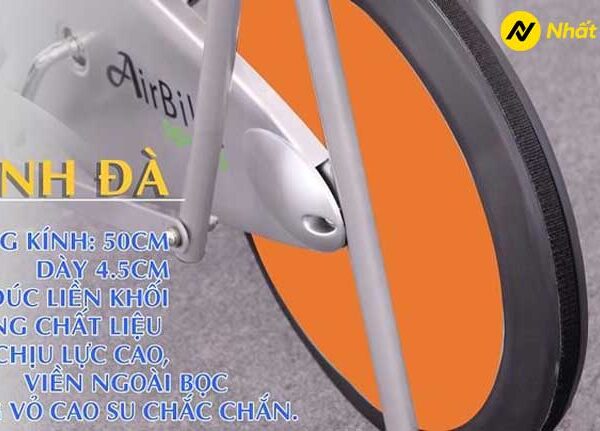 Nhất
AirBi
NH ĐÀ
G KÍNH: 50CM
DÀY 4.5CM
ĐÚC LIỀN KHỐI
NG CHẤT LIỆU
CHỊU LỰC CAO,
VIỀN NGOÀI BỌC
G VỎ CAO SU CHẮC CHẮN.